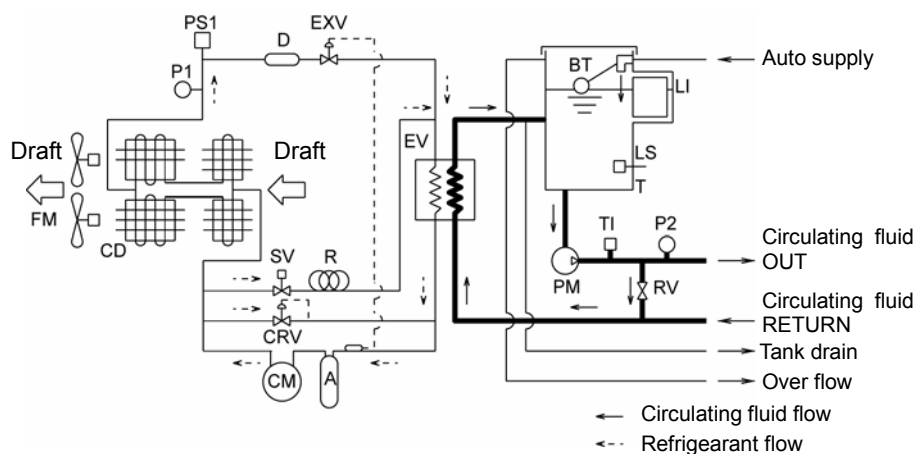 PS1
EXV
D
P1
BT
Auto supply
LI
Draft
Draft
EV
LS
T
FM
CD
TI
P2
Circulating fluid
OUT
SV
R
PM
RV
Circulating fluid
RETURN
CRV
Tank drain
CM
A
Over flow
Circulating fluid flow
Refrigearant flow